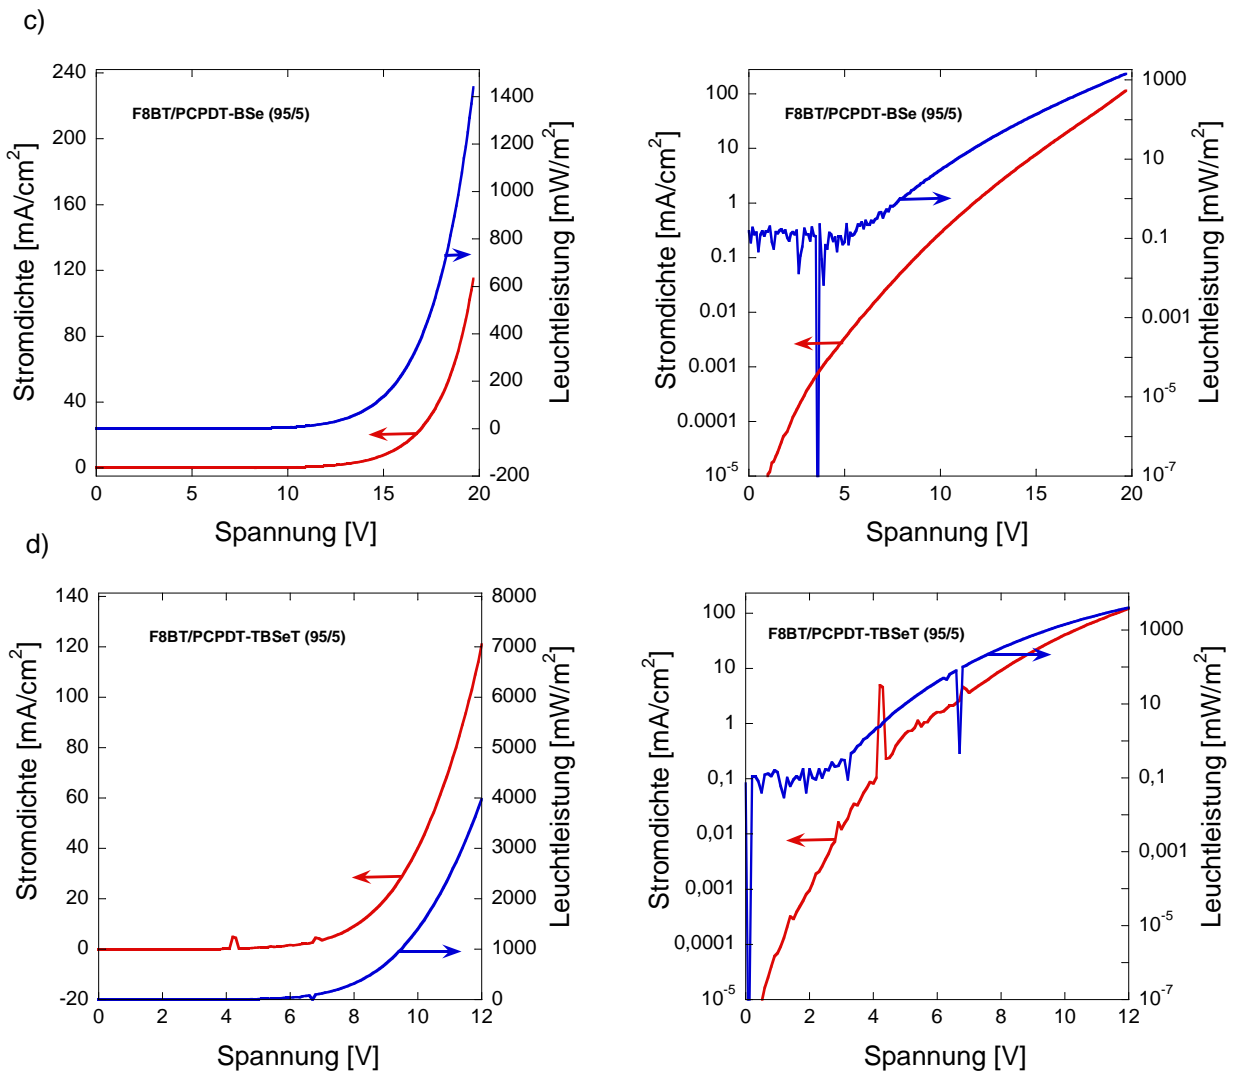 c)
F8BT/PCPDT-BSe (95/5)
Stromdichte [mA/cm²]
240
200
160
120
80
40
0
Leuchtleistung [mW/m²]
1400
1200
1000
800
600
400
200
0
-200
0 5 10 15 20
Spannung [V]
F8BT/PCPDT-BSe (95/5)
Stromdichte [mA/cm²]
100
10
1
0.1
0.01
0.001
0.0001
10⁻⁵
Leuchtleistung [mW/m²]
1000
10
0.1
0.001
10⁻⁵
10⁻⁷
0 5 10 15 20
Spannung [V]
d)
F8BT/PCPDT-TBSeT (95/5)
Stromdichte [mA/cm²]
140
120
100
80
60
40
20
0
-20
Leuchtleistung [mW/m²]
8000
7000
6000
5000
4000
3000
2000
1000
0
0 2 4 6 8 10 12
Spannung [V]
F8BT/PCPDT-TBSeT (95/5)
Stromdichte [mA/cm²]
100
10
1
0,1
0,01
0,001
0,0001
10⁻⁵
Leuchtleistung [mW/m²]
1000
10
0,1
0,001
10⁻⁵
10⁻⁷
0 2 4 6 8 10 12
Spannung [V]